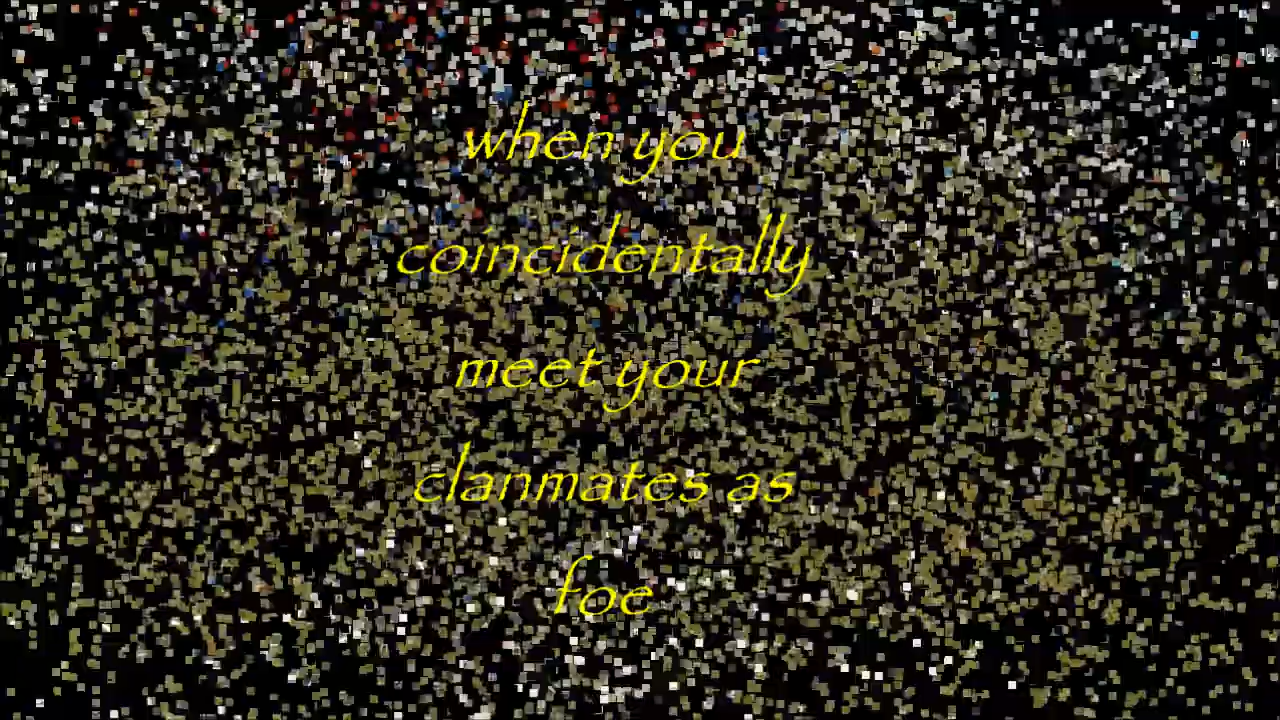 when you
coincidentally
meet your
clanmates as
foe